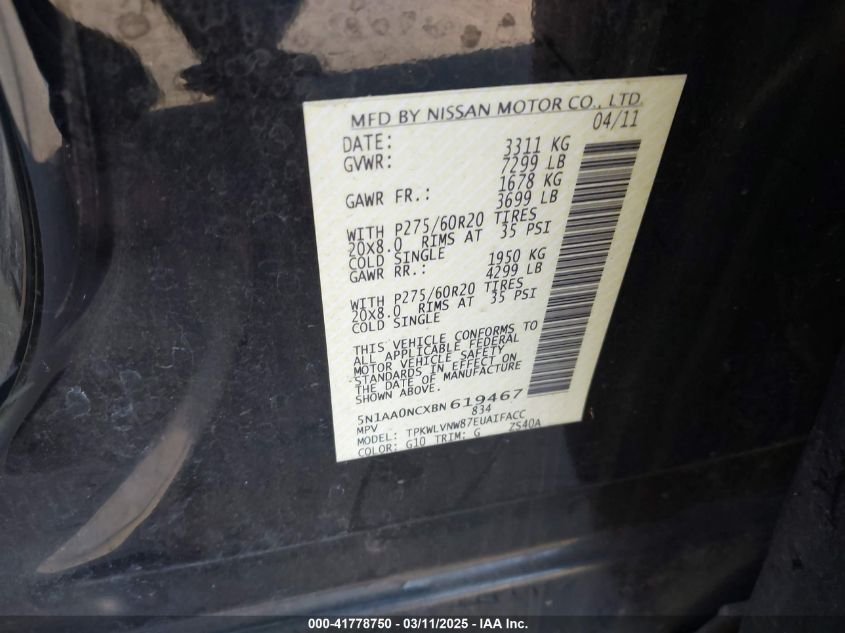 MFD BY NISSAN MOTOR CO., LTD.
DATE: 04/11
GVWR: 3311 KG
7299 LB
GAWR FR.: 1678 KG
3699 LB
WITH P275/60R20 TIRES
20X8.0 RIMS AT 35 PSI
COLD SINGLE
GAWR RR.: 1950 KG
4299 LB
WITH P275/60R20 TIRES
20X8.0 RIMS AT 35 PSI
COLD SINGLE
THIS VEHICLE CONFORMS TO
ALL APPLICABLE FEDERAL
MOTOR VEHICLE SAFETY
STANDARDS IN EFFECT ON
THE DATE OF MANUFACTURE
SHOWN ABOVE.
5N1AA0NCXBN619467
MPV 834
MODEL: TPKWLVNW87EUAIFACC
COLOR: G10 TRIM: G ZS40A
000-41778750 - 03/11/2025 - IAA Inc.